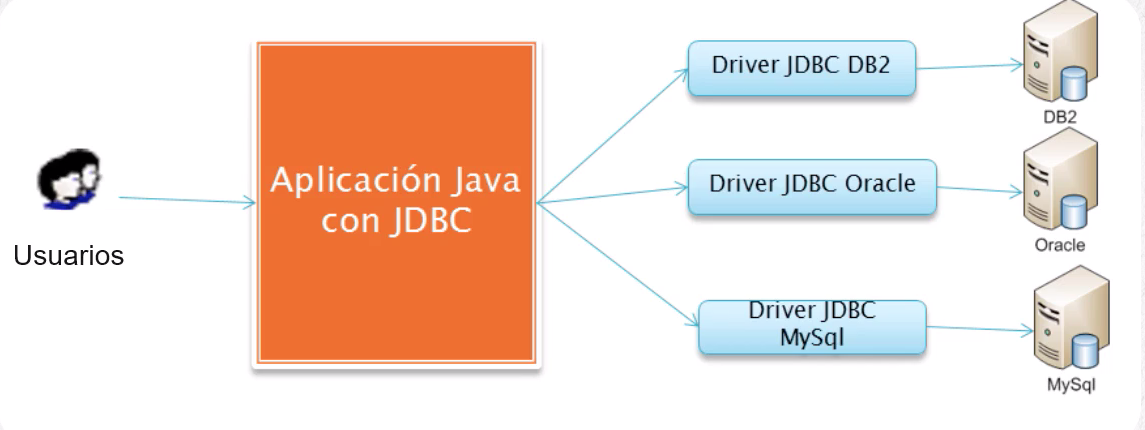 Usuarios
Aplicación Java
con JDBC
Driver JDBC DB2
DB2
Driver JDBC Oracle
Oracle
Driver JDBC
MySql
MySql